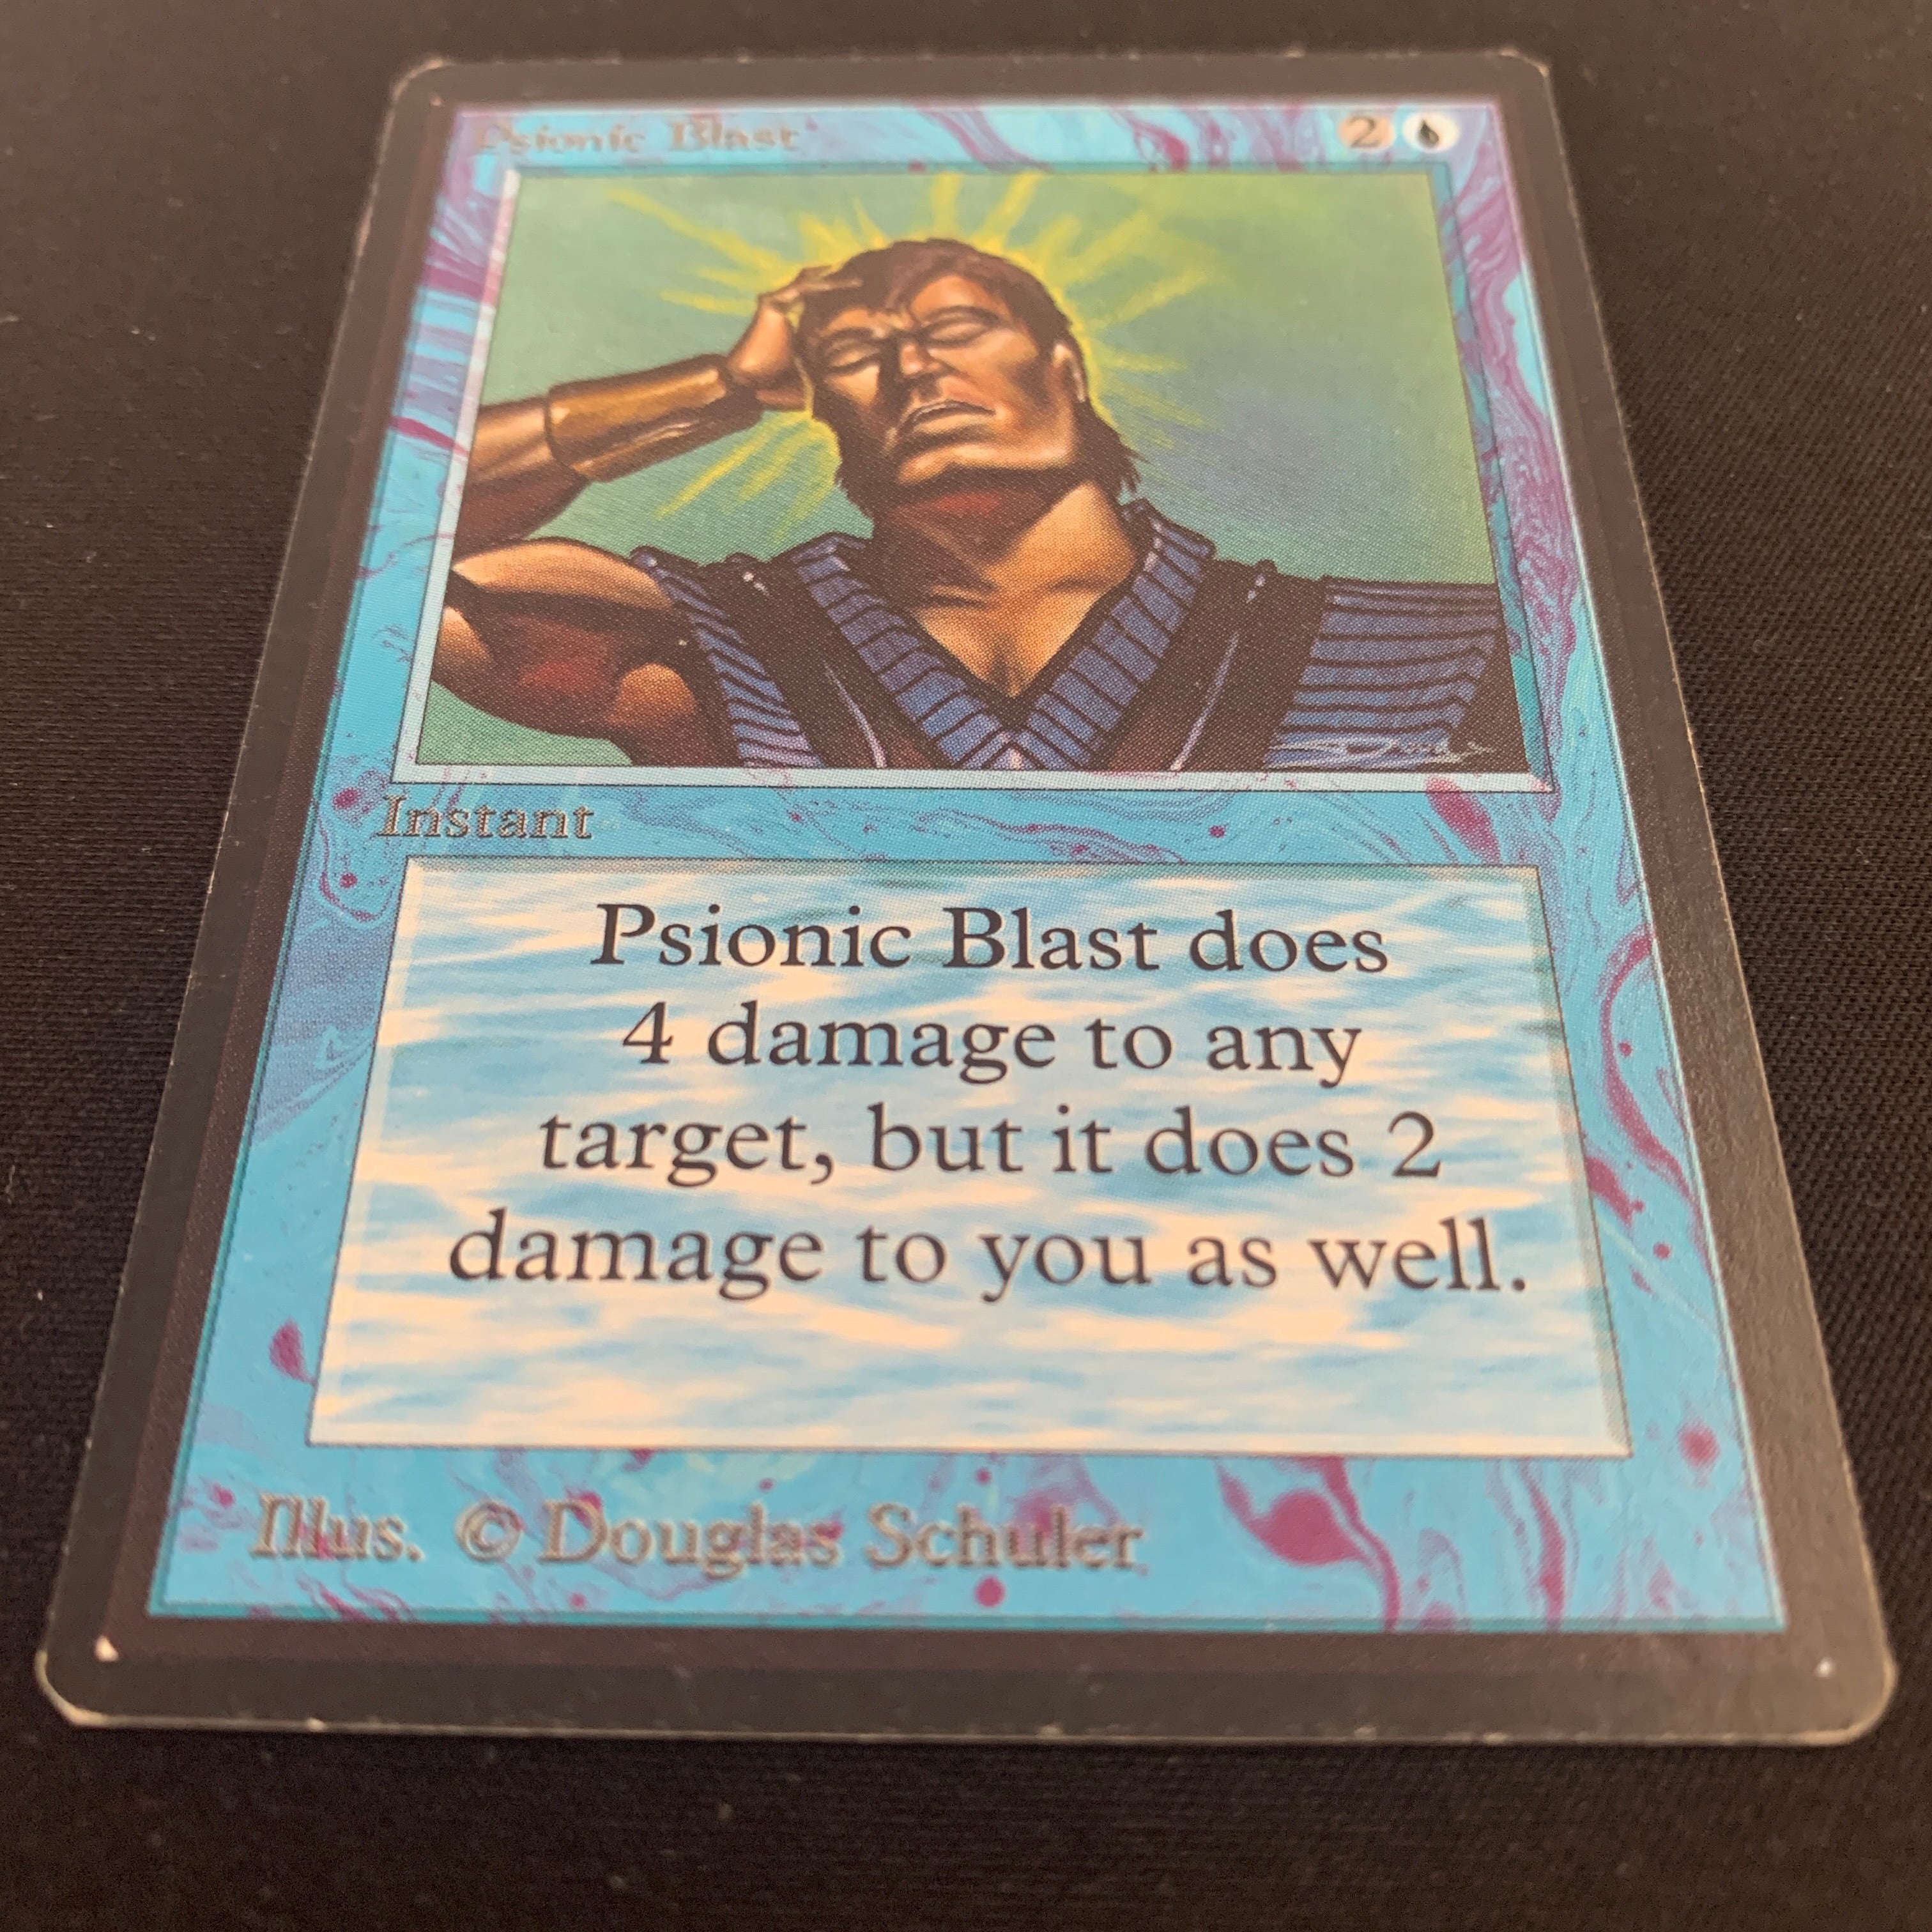 Psionic Blast 2
Instant
Psionic Blast does
4 damage to any
target, but it does 2
damage to you as well.
Illus. © Douglas Schuler